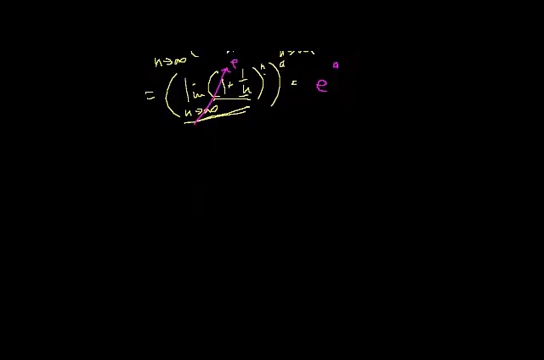 n→∞ n→∞
= (lim (1+1/n)^n)^a = e^a
n→∞
e